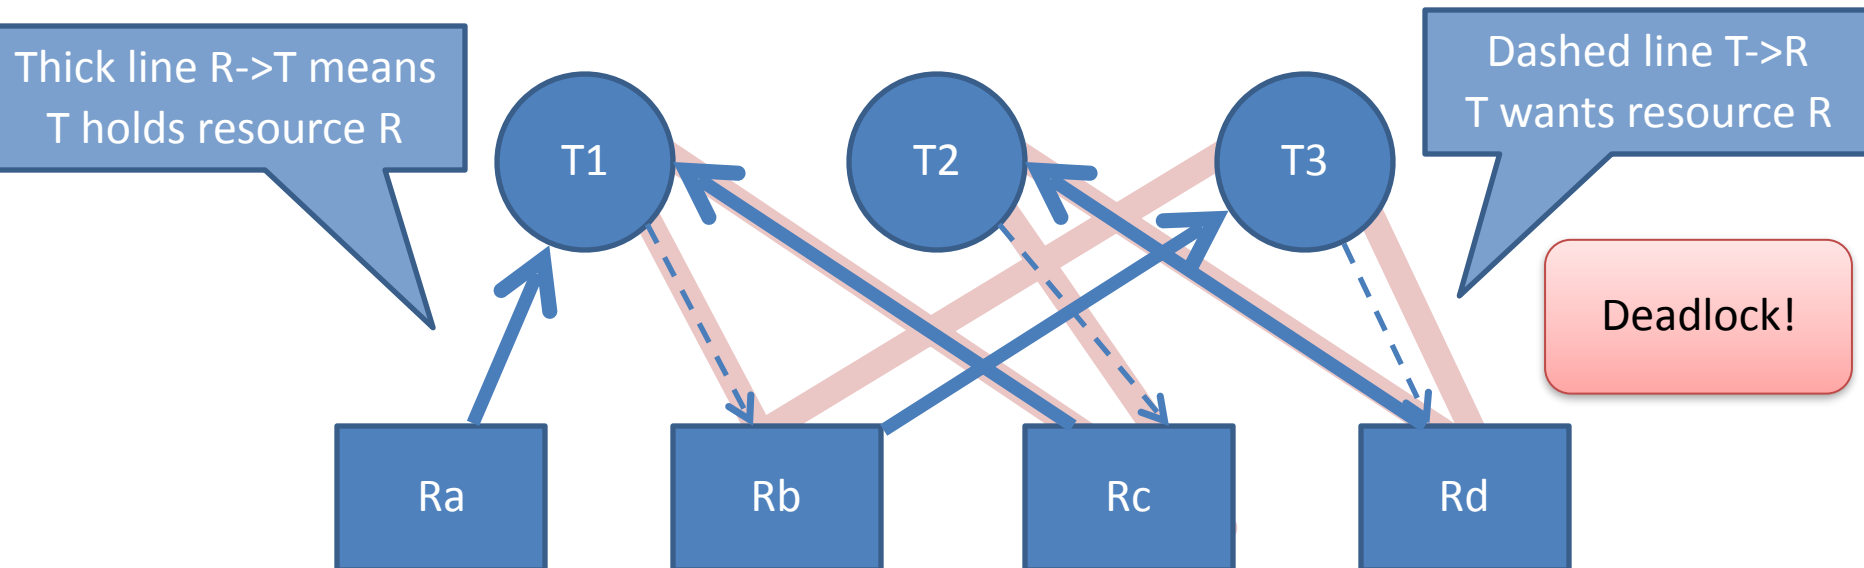 Thick line R->T means
T holds resource R
Dashed line T->R
T wants resource R
T1
T2
T3
Deadlock!
Ra
Rb
Rc
Rd